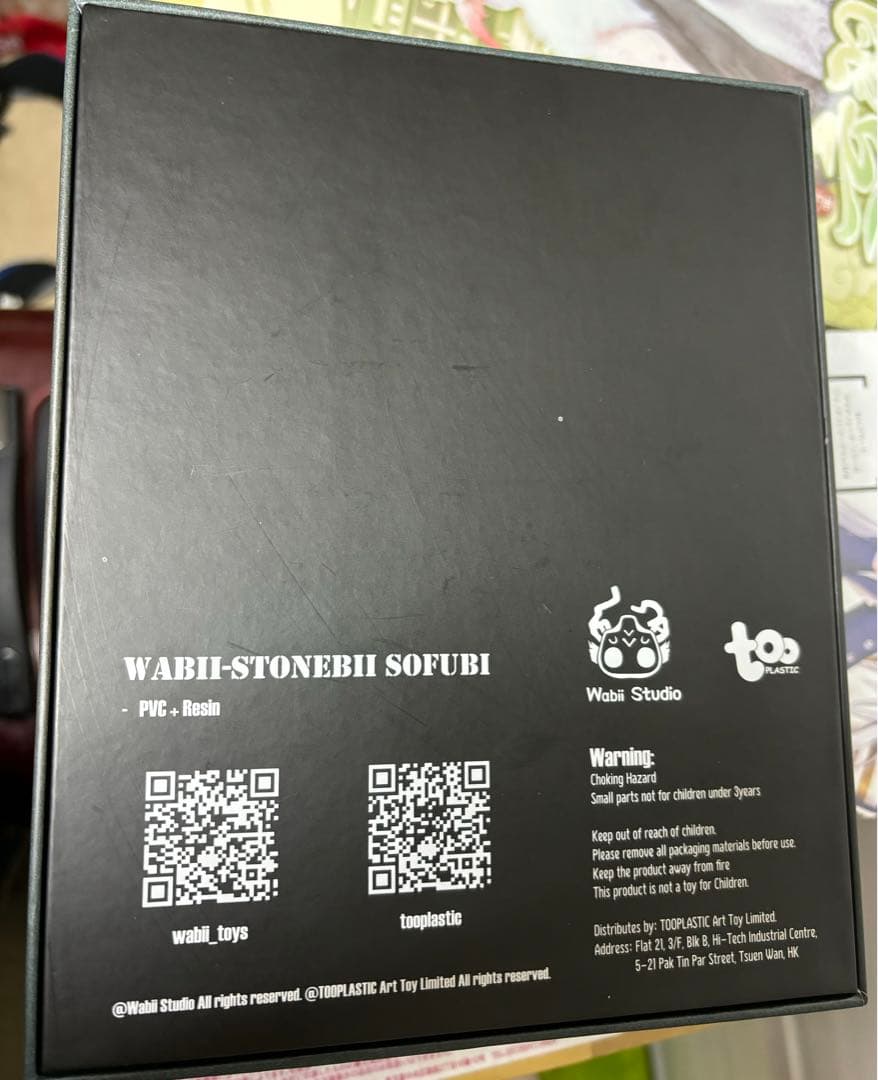 WABII-STONEBII SOFUBI
- PVC + Resin
wabii_toys
tooplastic
@Wabii Studio All rights reserved. @TOOPLASTIC Art Toy Limited All rights reserved.
Wabii Studio
too
PLASTIC
Warning:
Choking Hazard
Small parts not for children under 3years
Keep out of reach of children.
Please remove all packaging materials before use.
Keep the product away from fire
This product is not a toy for Children.
Distributes by: TOOPLASTIC Art Toy Limited.
Address: Flat 21, 3/F, Blk B, Hi-Tech Industrial Centre,
5-21 Pak Tin Par Street, Tsuen Wan, HK